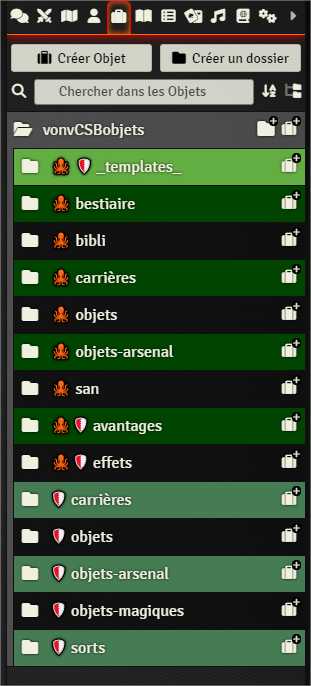 Créer Objet
Créer un dossier
Chercher dans les Objets
vonvCSBobjets
_templates_
bestiaire
bibli
carrières
objets
objets-arsenal
san
avantages
effets
carrières
objets
objets-arsenal
objets-magiques
sorts